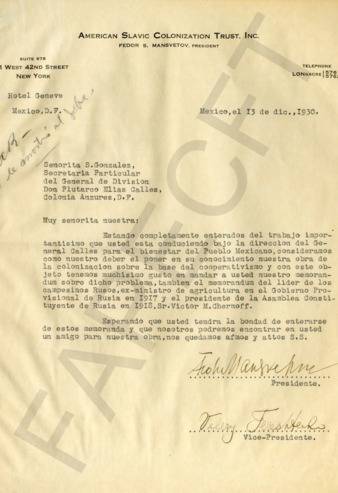 AMERICAN SLAVIC COLONIZATION TRUST, INC.
FEDOR S. MANSVETOV, PRESIDENT
SUITE 675
1 WEST 42ND STREET
NEW YORK
TELEPHONE
LONGACRE
Hotel Geneve
Mexico, D.F.
Mexico,el 13 de dic.,1930.
Senorita S.Gonzalez,
Secretaria Particular
del General de Division
Don Plutarco Elias Calles,
Colonia Anzures,D.F.
Muy senorita nuestra:
Estando completamente enterados del trabajo impor-
tantisimo que usted esta conduciendo bajo la direccion del Ge-
neral Calles para el bienestar del Pueblo Mexicano,consideramos
como nuestro deber el poner en su conocimiento nuestra obra de
la colonizacion sobre la base del cooperativismo y con este
objeto tenemos muchisimo gusto en mandar a usted nuestro memoran-
dum sobre dicho problema,tambien el memorandum del lider de los
campesinos Rusos,ex-ministro de agricultura en el Gobierno Pro-
visional de Rusia en 1917 y el presidente de la Asamblea Consti-
tuyente de Rusia en 1918,Sr.Victor M.Chernoff.
Esperando que usted tendra la bondad de enterarse
de estos memoranda y que nosotros podremos encontrar en usted
un amigo para nuestra obra,nos quedamos afmos y attos S.S.
Presidente.
Vice-Presidente.
FAPECFT